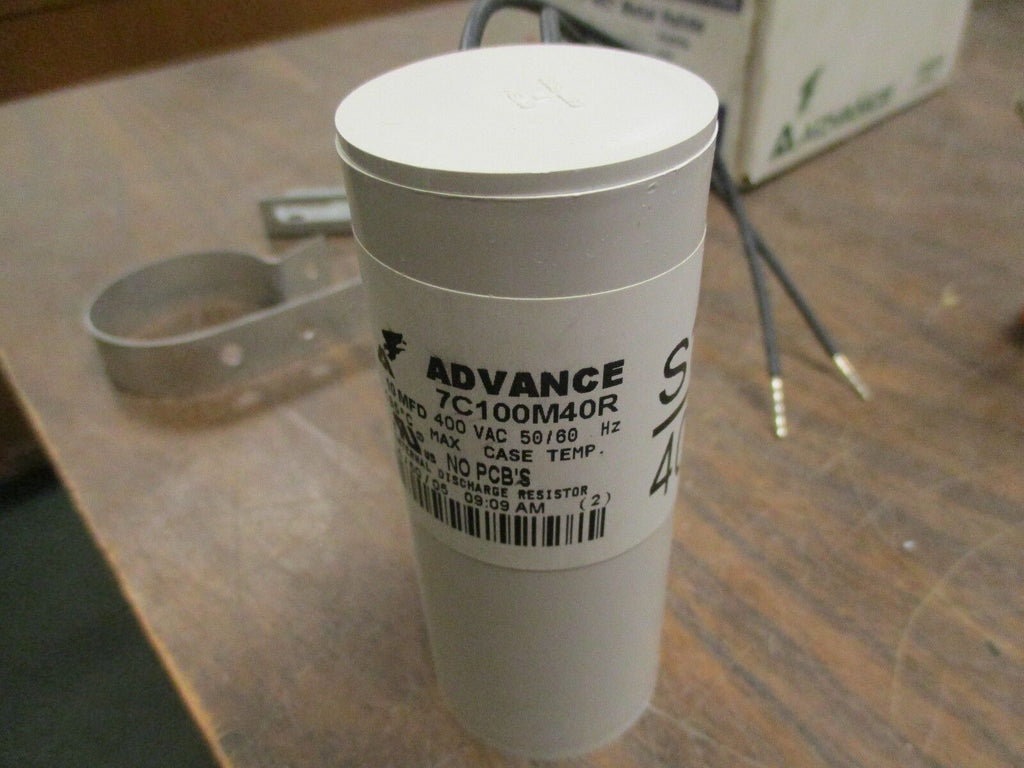 ADVANCE
7C100M40R
MFD 400 VAC 50/60 Hz
MAX CASE TEMP.
NO PCB'S
DISCHARGE RESISTOR
09:09 AM (2)
S
ADVANCE